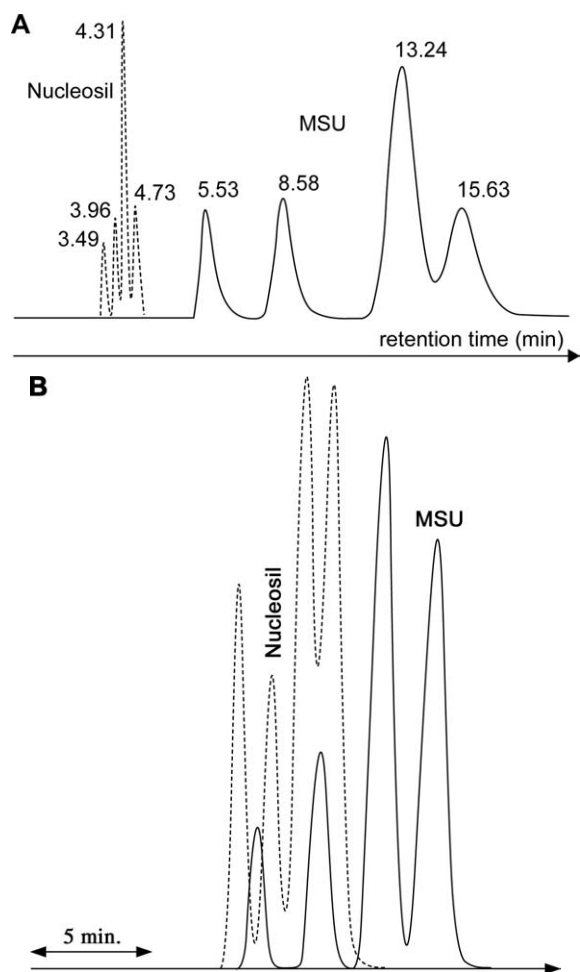 A
4.31
Nucleosil
3.96
3.49
4.73
5.53
8.58
MSU
13.24
15.63
retention time (min)
B
Nucleosil
MSU
5 min.